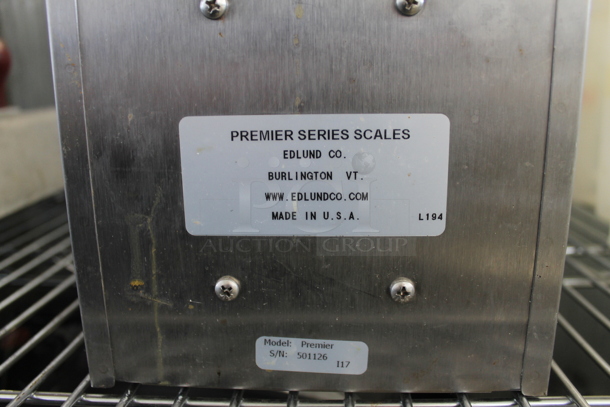 PREMIER SERIES SCALES
EDLUND CO.
BURLINGTON VT.
WWW.EDLUNDCO.COM
MADE IN U.S.A. L194
PCI
AUCTION GROUP
Model: Premier
S/N: 501126
I17